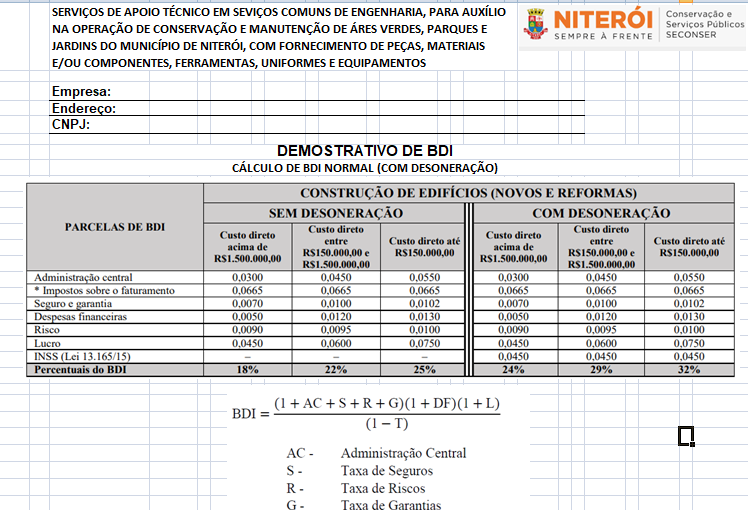 SERVIÇOS DE APOIO TÉCNICO EM SEVIÇOS COMUNS DE ENGENHARIA, PARA AUXÍLIO
NA OPERAÇÃO DE CONSERVAÇÃO E MANUTENÇÃO DE ÁRES VERDES, PARQUES E
JARDINS DO MUNICÍPIO DE NITERÓI, COM FORNECIMENTO DE PEÇAS, MATERIAIS
E/OU COMPONENTES, FERRAMENTAS, UNIFORMES E EQUIPAMENTOS
NITERÓI
SEMPRE À FRENTE
Conservação e
Serviços Públicos
SECONSER
Empresa:
Endereço:
CNPJ:
DEMOSTRATIVO DE BDI
CÁLCULO DE BDI NORMAL (COM DESONERAÇÃO)
PARCELAS DE BDI
CONSTRUÇÃO DE EDIFÍCIOS (NOVOS E REFORMAS)
SEM DESONERAÇÃO COM DESONERAÇÃO
Custo direto acima de R$1.500.000,00 Custo direto entre R$150.000,00 e R$1.500.000,00 Custo direto até R$150.000,00 Custo direto acima de R$1.500.000,00 Custo direto entre R$150.000,00 e R$1.500.000,00 Custo direto até R$150.000,00
Administração central 0,0300 0,0450 0,0550 0,0300 0,0450 0,0550
* Impostos sobre o faturamento 0,0665 0,0665 0,0665 0,0665 0,0665 0,0665
Seguro e garantia 0,0070 0,0100 0,0102 0,0070 0,0100 0,0102
Despesas financeiras 0,0050 0,0120 0,0130 0,0050 0,0120 0,0130
Risco 0,0090 0,0095 0,0100 0,0090 0,0095 0,0100
Lucro 0,0450 0,0600 0,0750 0,0450 0,0600 0,0750
INSS (Lei 13.165/15) – – – 0,0450 0,0450 0,0450
Percentuais do BDI 18% 22% 25% 24% 29% 32%
BDI = (1 + AC + S + R + G)(1 + DF)(1 + L)
(1 − T)
AC - Administração Central
S - Taxa de Seguros
R - Taxa de Riscos
G - Taxa de Garantias